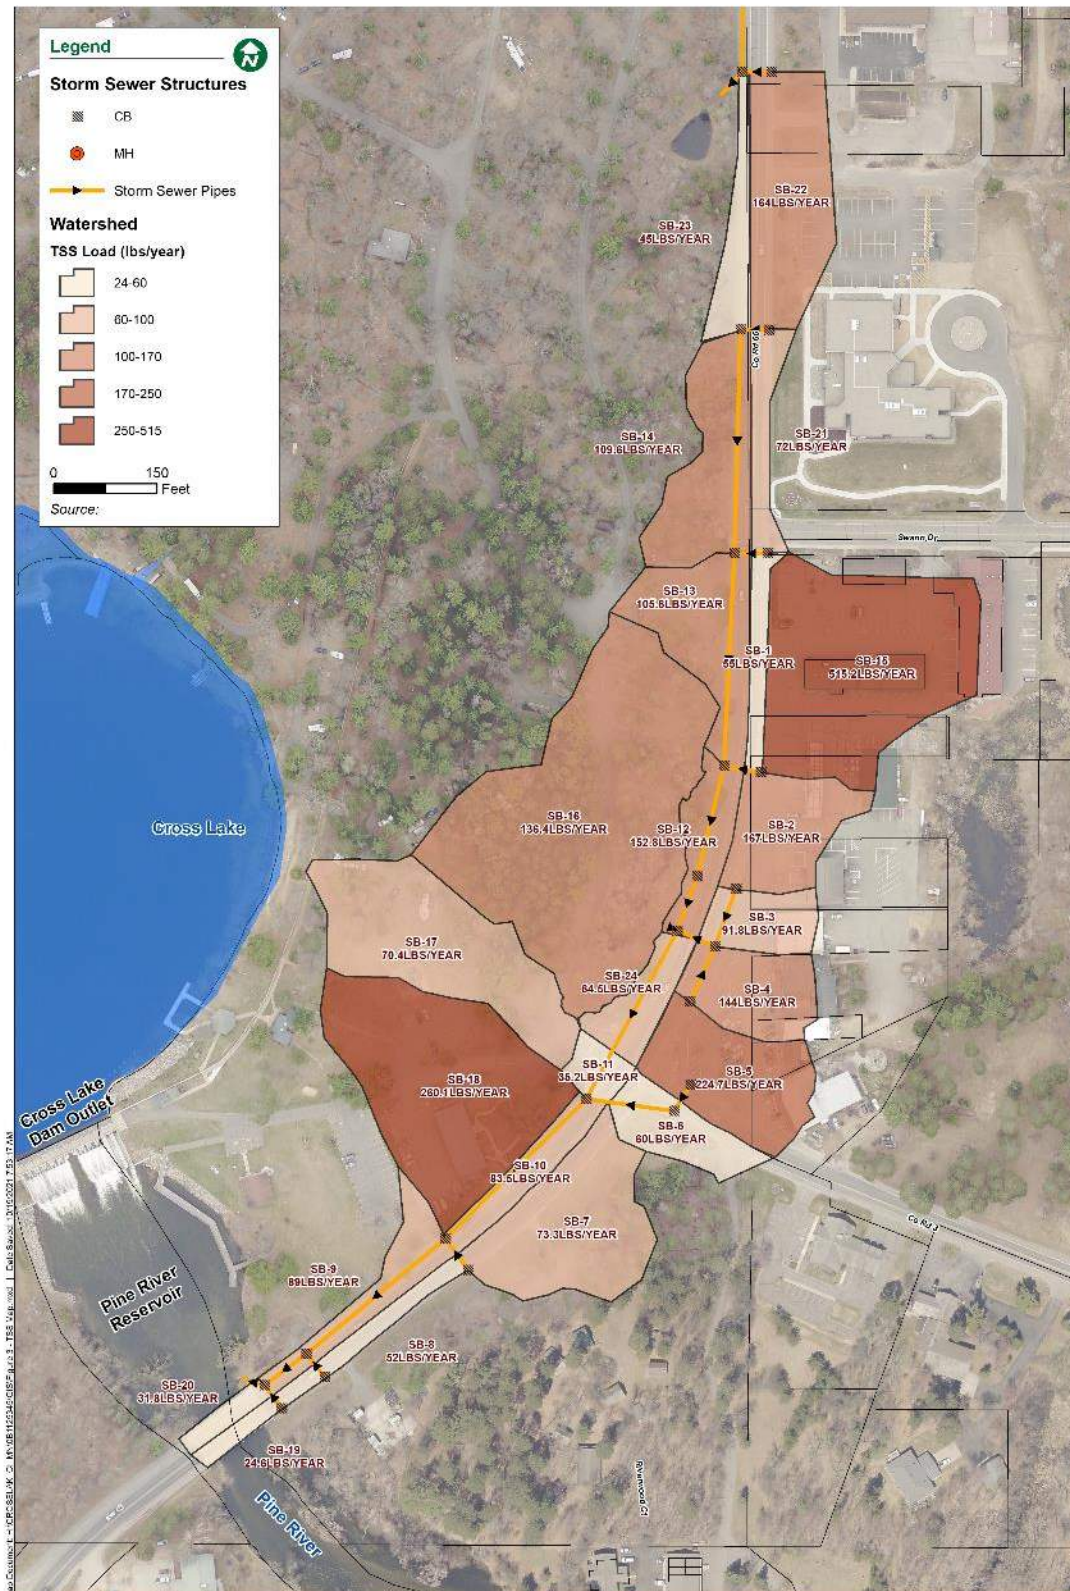 Legend
N
Storm Sewer Structures
CB
MH
Storm Sewer Pipes
Watershed
TSS Load (lbs/year)
24-60
60-100
100-170
170-250
250-515
0 150
Feet
Source:
SB-22
164LBS/YEAR
SB-23
45LBS/YEAR
Co Rd 66
SB-14
109.6LBS/YEAR
SB-21
72LBS/YEAR
Swann Dr
SB-13
105.6LBS/YEAR
SB-1
55LBS/YEAR
SB-15
515.2LBS/YEAR
Cross Lake
SB-16
136.4LBS/YEAR
SB-12
152.8LBS/YEAR
SB-2
167LBS/YEAR
SB-3
91.8LBS/YEAR
SB-17
70.4LBS/YEAR
SB-24
64.5LBS/YEAR
SB-4
144LBS/YEAR
SB-11
35.2LBS/YEAR
SB-5
224.7LBS/YEAR
SB-18
260.1LBS/YEAR
SB-6
60LBS/YEAR
Cross Lake
Dam Outlet
SB-10
83.5LBS/YEAR
SB-7
73.3LBS/YEAR
Co Rd 3
Pine River
Reservoir
SB-9
89LBS/YEAR
SB-8
52LBS/YEAR
SB-20
31.8LBS/YEAR
SB-19
24.6LBS/YEAR
Pine River
Riverwood Ct